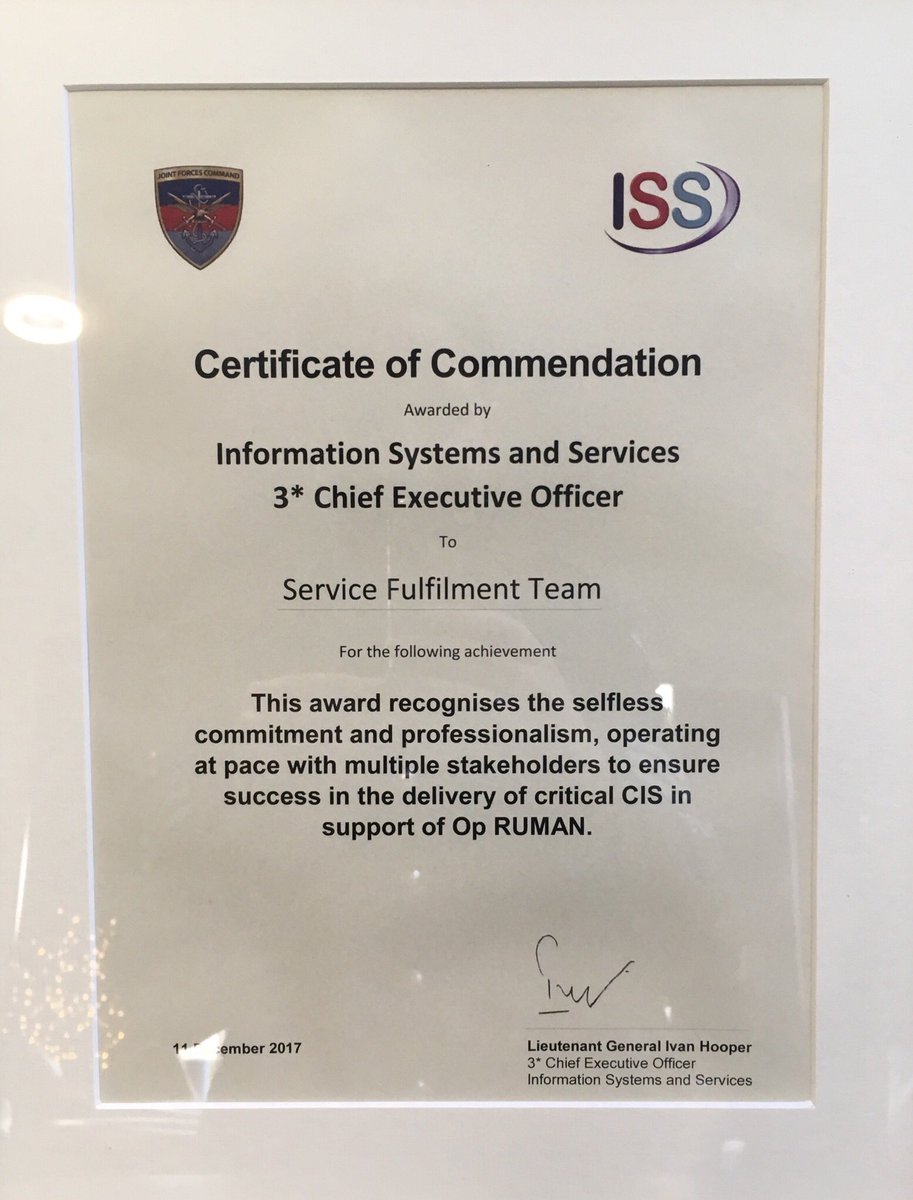 JOINT FORCES COMMAND
ISS
Certificate of Commendation
Awarded by
Information Systems and Services
3* Chief Executive Officer
To
Service Fulfilment Team
For the following achievement
This award recognises the selfless
commitment and professionalism, operating
at pace with multiple stakeholders to ensure
success in the delivery of critical CIS in
support of Op RUMAN.
11 December 2017
Lieutenant General Ivan Hooper
3* Chief Executive Officer
Information Systems and Services